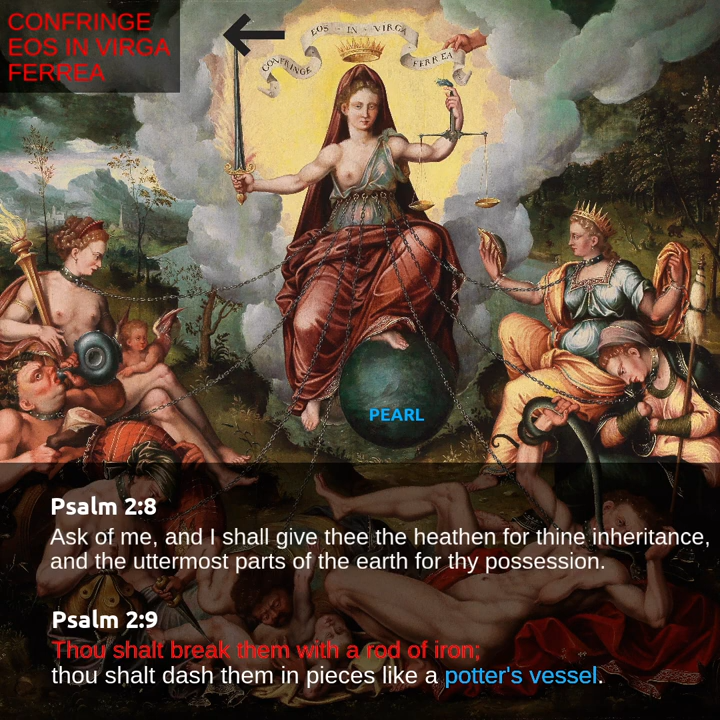 CONFRINGE
EOS IN VIRGA
FERREA
CONFRINGE EOS · IN · VIRGA FERREA
PEARL
Psalm 2:8
Ask of me, and I shall give thee the heathen for thine inheritance,
and the uttermost parts of the earth for thy possession.
Psalm 2:9
Thou shalt break them with a rod of iron;
thou shalt dash them in pieces like a potter's vessel.